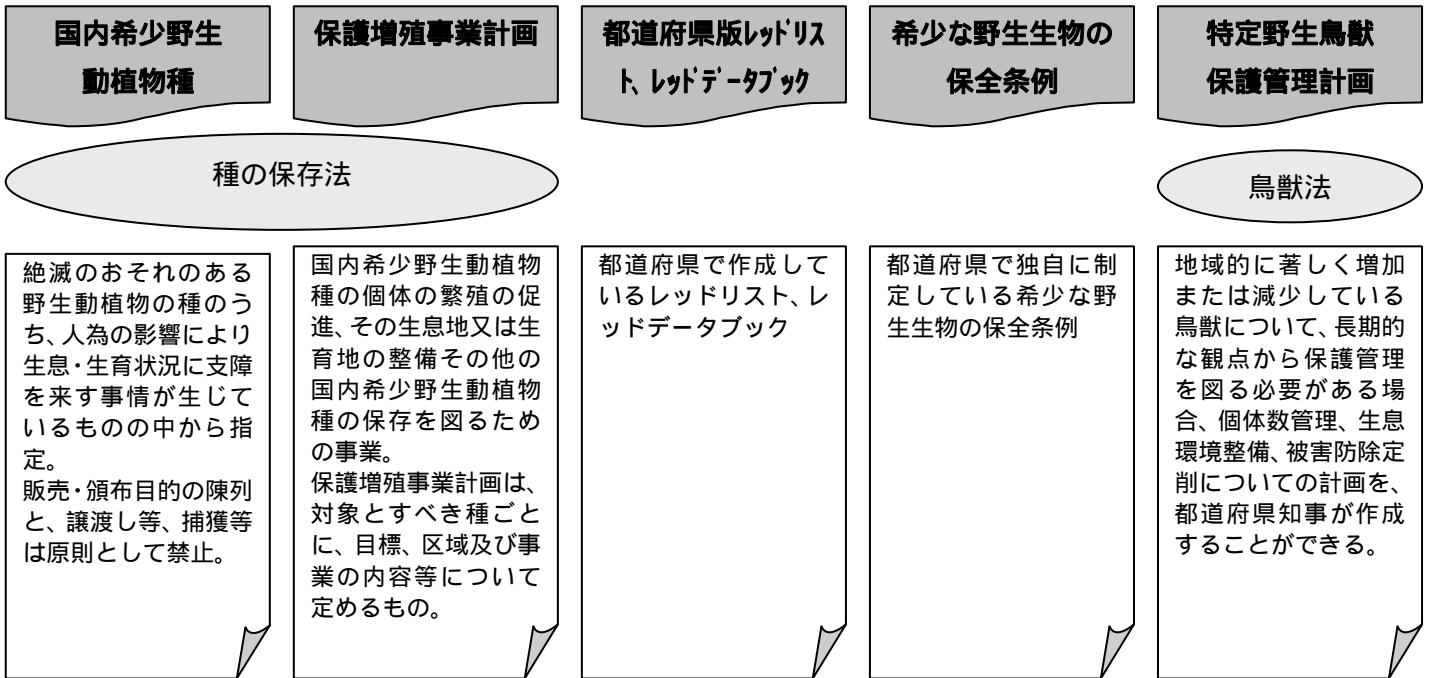 国内希少野生
動植物種
保護増殖事業計画
都道府県版ﾚｯﾄﾞﾘｽ
ﾄ、ﾚｯﾄﾞﾃﾞｰﾀﾌﾞｯｸ
希少な野生生物の
保全条例
特定野生鳥獣
保護管理計画
種の保存法
鳥獣法
絶滅のおそれのある
野生動植物の種のう
ち、人為の影響により
生息・生育状況に支障
を来す事情が生じて
いるものの中から指
定。
販売・頒布目的の陳列
と、譲渡し等、捕獲等
は原則として禁止。
国内希少野生動植物
種の個体の繁殖の促
進、その生息地又は生
育地の整備その他の
国内希少野生動植物
種の保存を図るため
の事業。
保護増殖事業計画は、
対象とすべき種ごと
に、目標、区域及び事
業の内容等について
定めるもの。
都道府県で作成して
いるレッドリスト、レ
ッドデータブック
都道府県で独自に制
定している希少な野
生生物の保全条例
地域的に著しく増加
または減少している
鳥獣について、長期的
な観点から保護管理
を図る必要がある場
合、個体数管理、生息
環境整備、被害防除定
削についての計画を、
都道府県知事が作成
することができる。